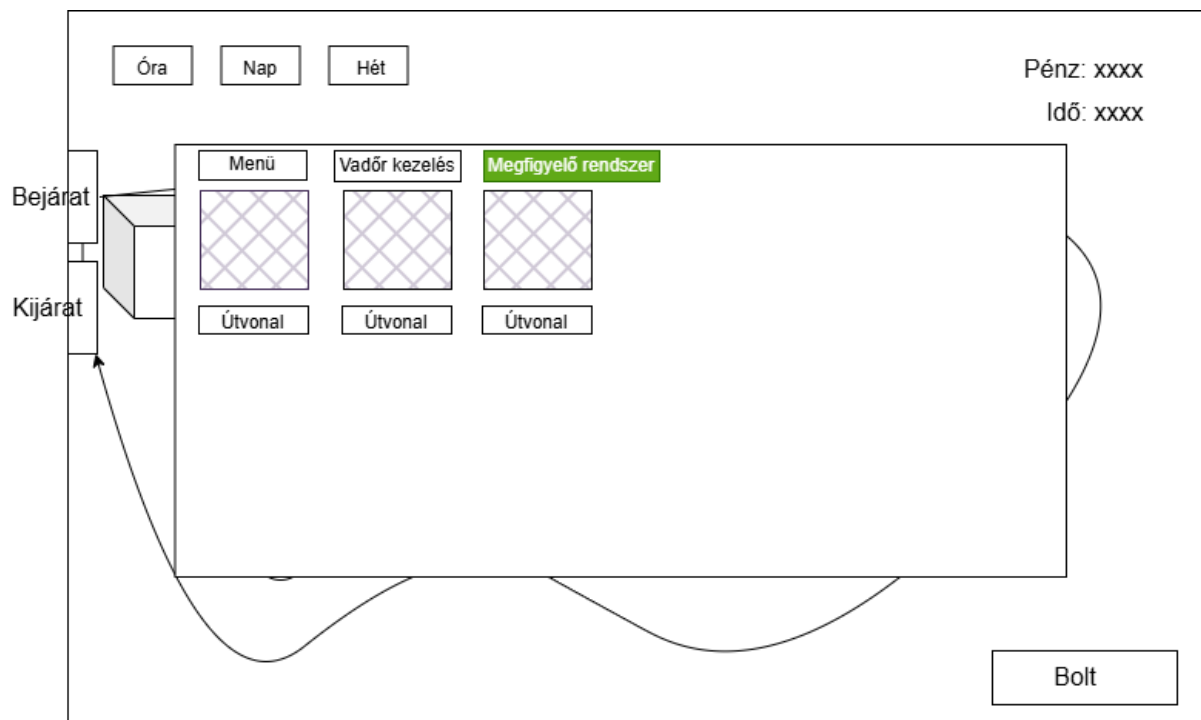 Óra
Nap
Hét
Pénz: xxxx
Idő: xxxx
Menü
Vadőr kezelés
Megfigyelő rendszer
Bejárat
Kijárat
Útvonal
Útvonal
Útvonal
Bolt